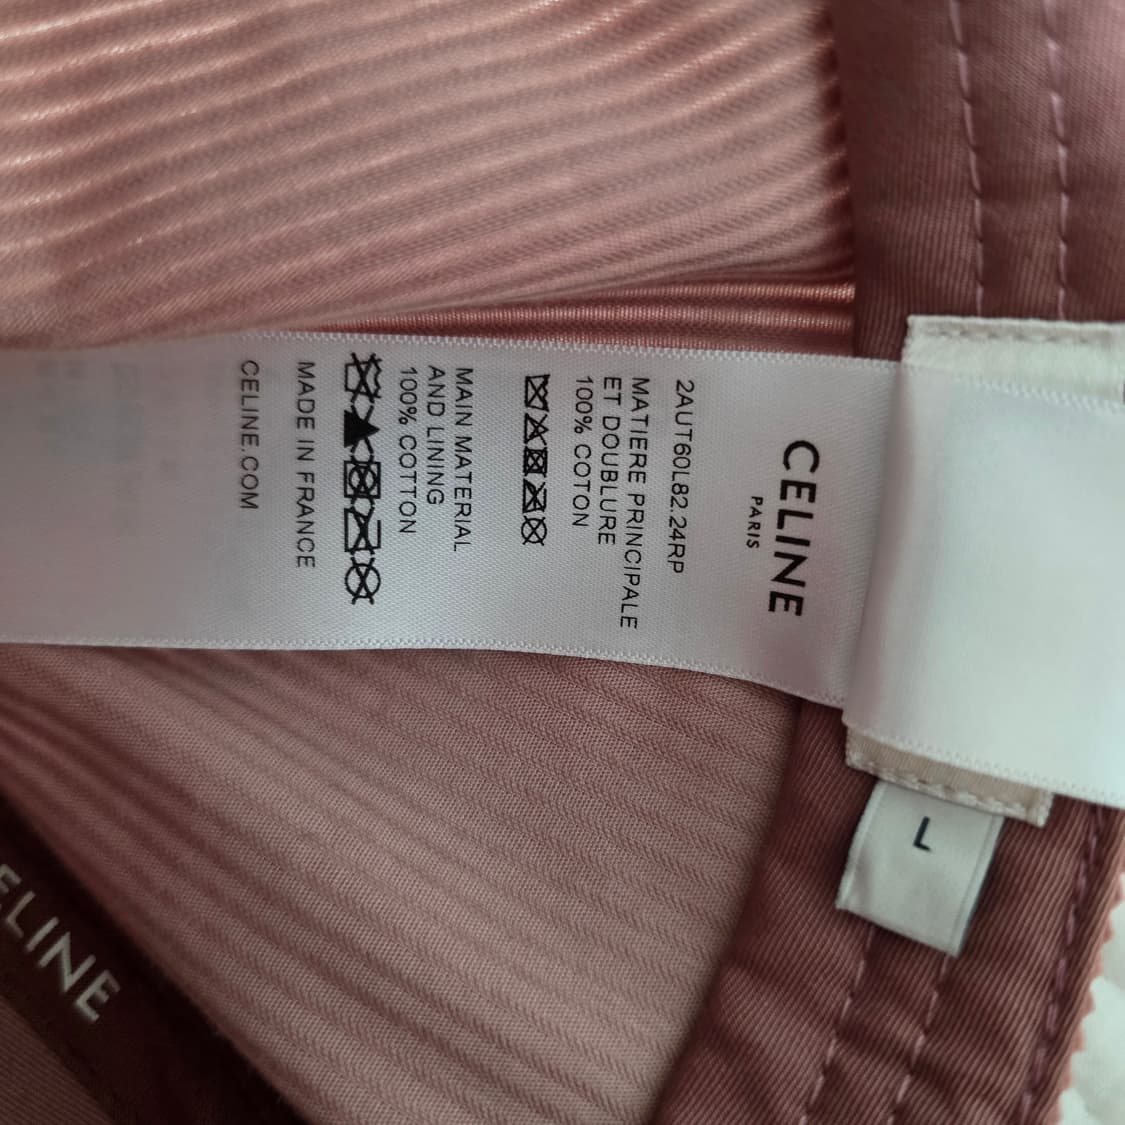 CELINE
PARIS
2AUT60L82.24RP
MATIERE PRINCIPALE
ET DOUBLURE
100% COTON
MAIN MATERIAL
AND LINING
100% COTTON
MADE IN FRANCE
CELINE.COM
L
ELINE